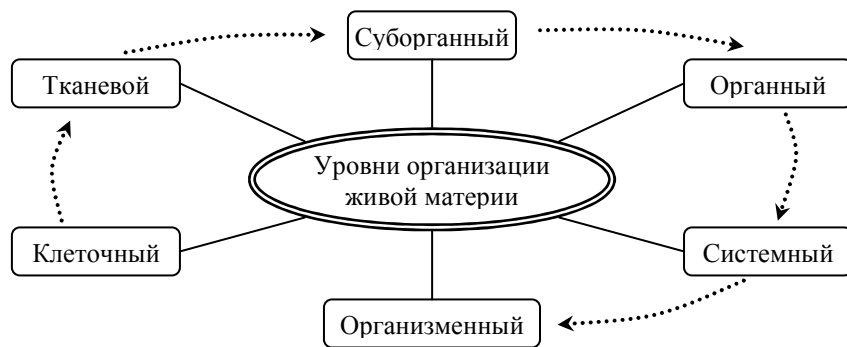 Суборганный
Тканевой
Органный
Уровни организации
живой материи
Клеточный
Системный
Организменный